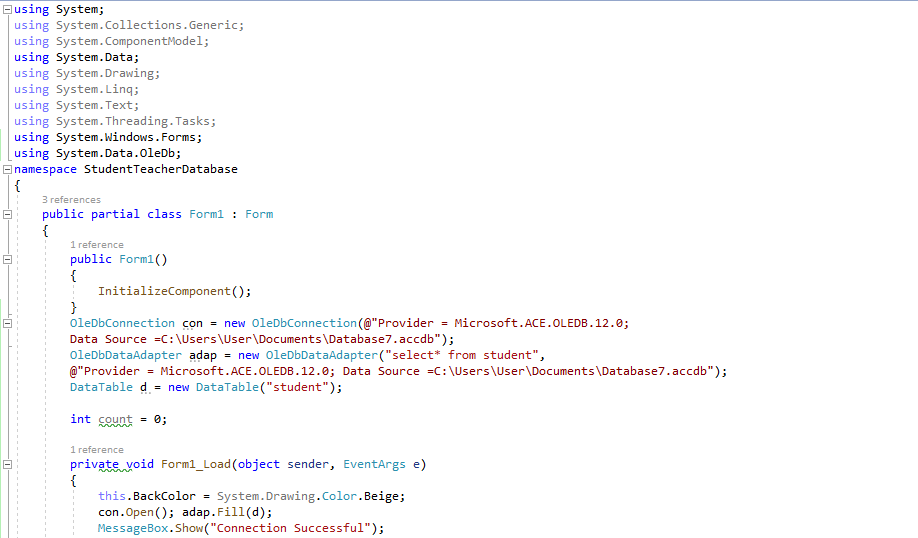 using System;
using System.Collections.Generic;
using System.ComponentModel;
using System.Data;
using System.Drawing;
using System.Linq;
using System.Text;
using System.Threading.Tasks;
using System.Windows.Forms;
using System.Data.OleDb;
namespace StudentTeacherDatabase
{
3 references
public partial class Form1 : Form
{
1 reference
public Form1()
{
InitializeComponent();
}
OleDbConnection con = new OleDbConnection(@"Provider = Microsoft.ACE.OLEDB.12.0;
Data Source =C:\Users\User\Documents\Database7.accdb");
OleDbDataAdapter adap = new OleDbDataAdapter("select* from student",
@"Provider = Microsoft.ACE.OLEDB.12.0; Data Source =C:\Users\User\Documents\Database7.accdb");
DataTable d = new DataTable("student");
int count = 0;
1 reference
private void Form1_Load(object sender, EventArgs e)
{
this.BackColor = System.Drawing.Color.Beige;
con.Open(); adap.Fill(d);
MessageBox.Show("Connection Successful");